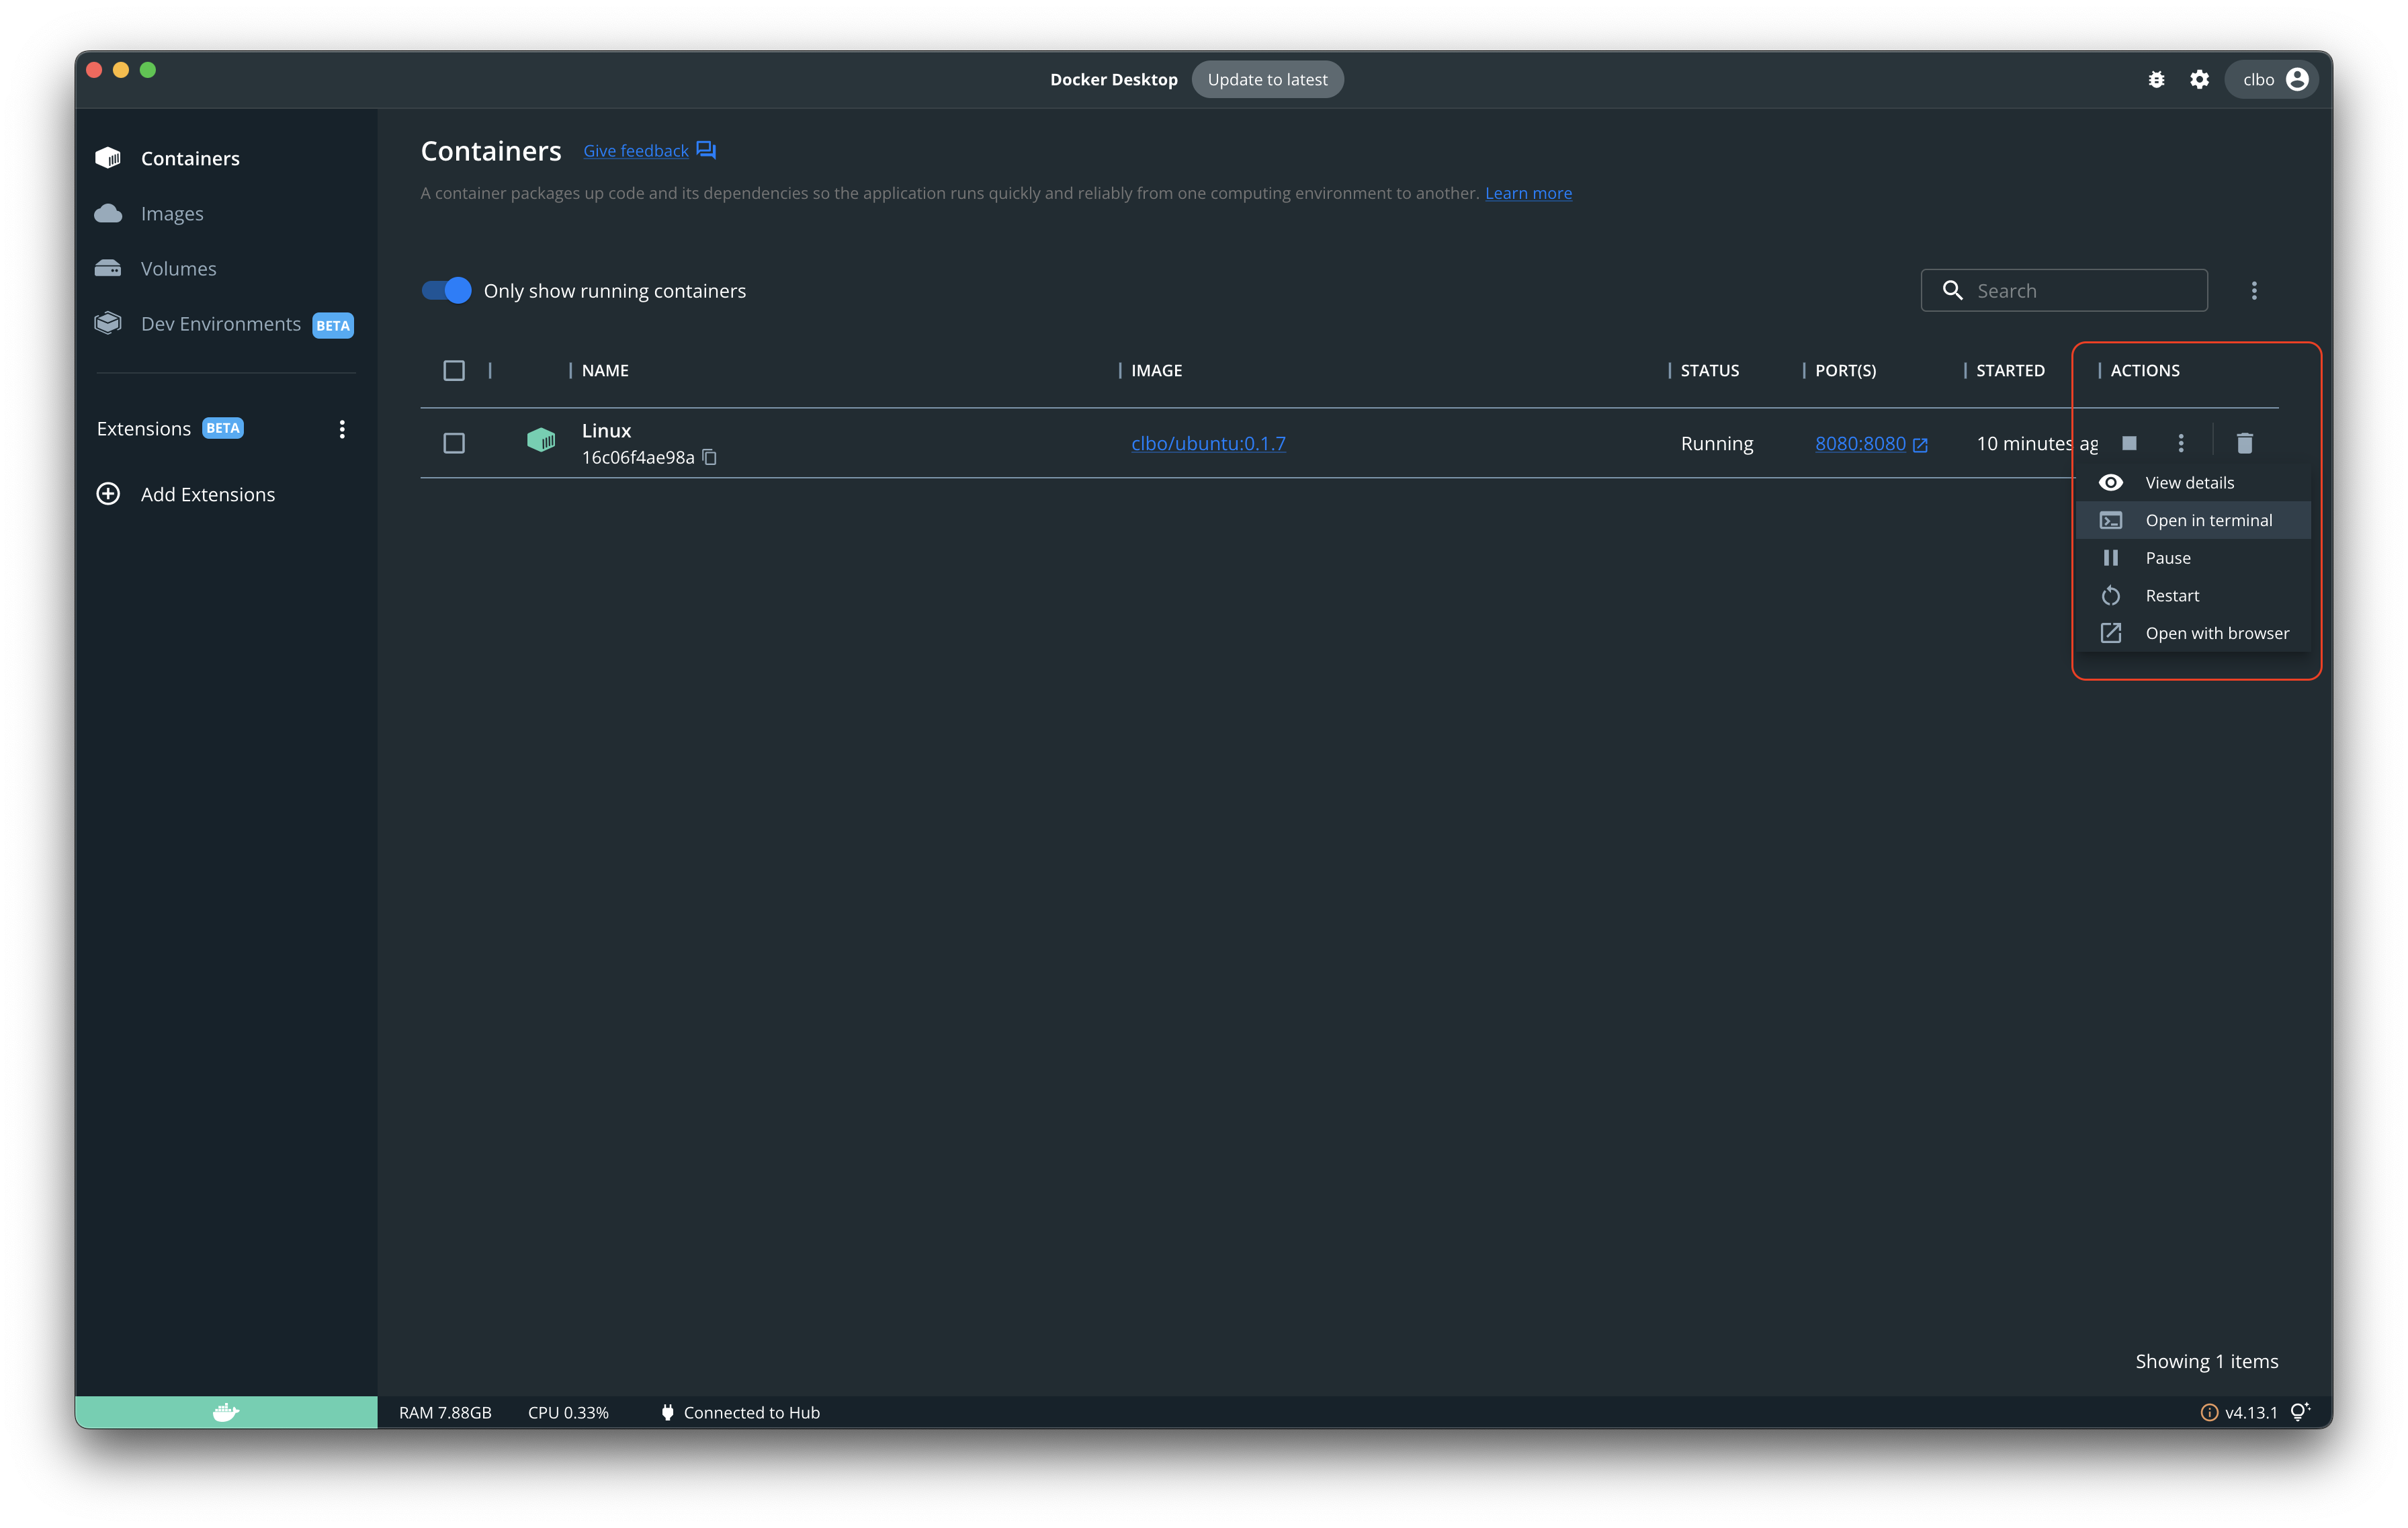 Docker Desktop
Update to latest
clbo
Containers
Images
Volumes
Dev Environments BETA
Extensions BETA
Add Extensions
Containers Give feedback
A container packages up code and its dependencies so the application runs quickly and reliably from one computing environment to another. Learn more
Only show running containers
Search
NAME IMAGE STATUS PORT(S) STARTED ACTIONS
Linux
16c06f4ae98a
clbo/ubuntu:0.1.7
Running
8080:8080
10 minutes ag
View details
Open in terminal
Pause
Restart
Open with browser
Showing 1 items
RAM 7.88GB CPU 0.33% Connected to Hub
v4.13.1